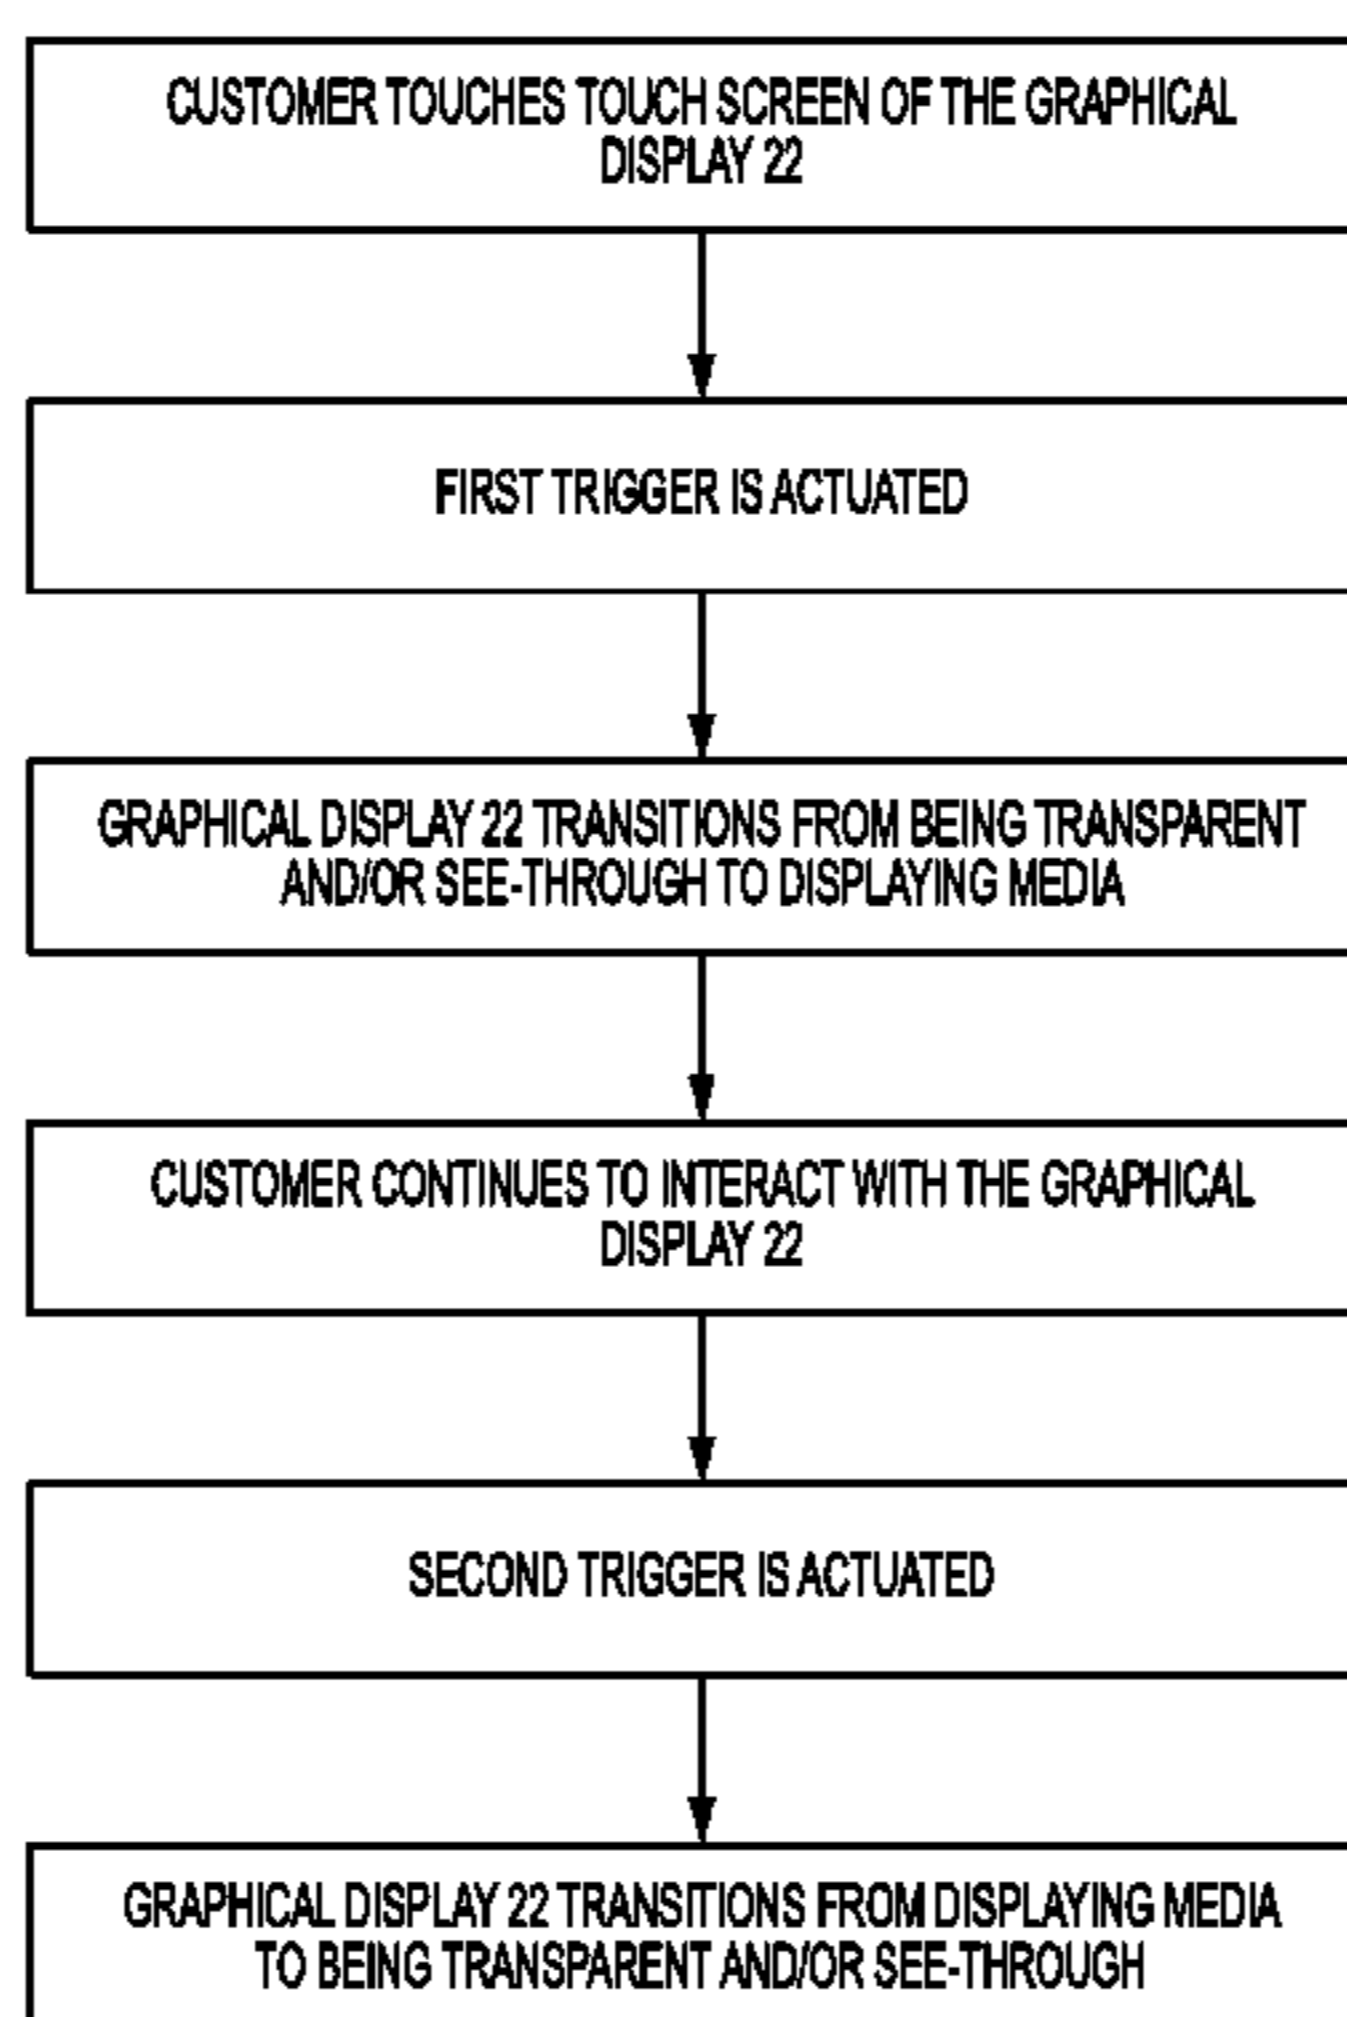 CUSTOMER TOUCHES TOUCH SCREEN OF THE GRAPHICAL
DISPLAY 22
FIRST TRIGGER IS ACTUATED
GRAPHICAL DISPLAY 22 TRANSITIONS FROM BEING TRANSPARENT
AND/OR SEE-THROUGH TO DISPLAYING MEDIA
CUSTOMER CONTINUES TO INTERACT WITH THE GRAPHICAL
DISPLAY 22
SECOND TRIGGER IS ACTUATED
GRAPHICAL DISPLAY 22 TRANSITIONS FROM DISPLAYING MEDIA
TO BEING TRANSPARENT AND/OR SEE-THROUGH